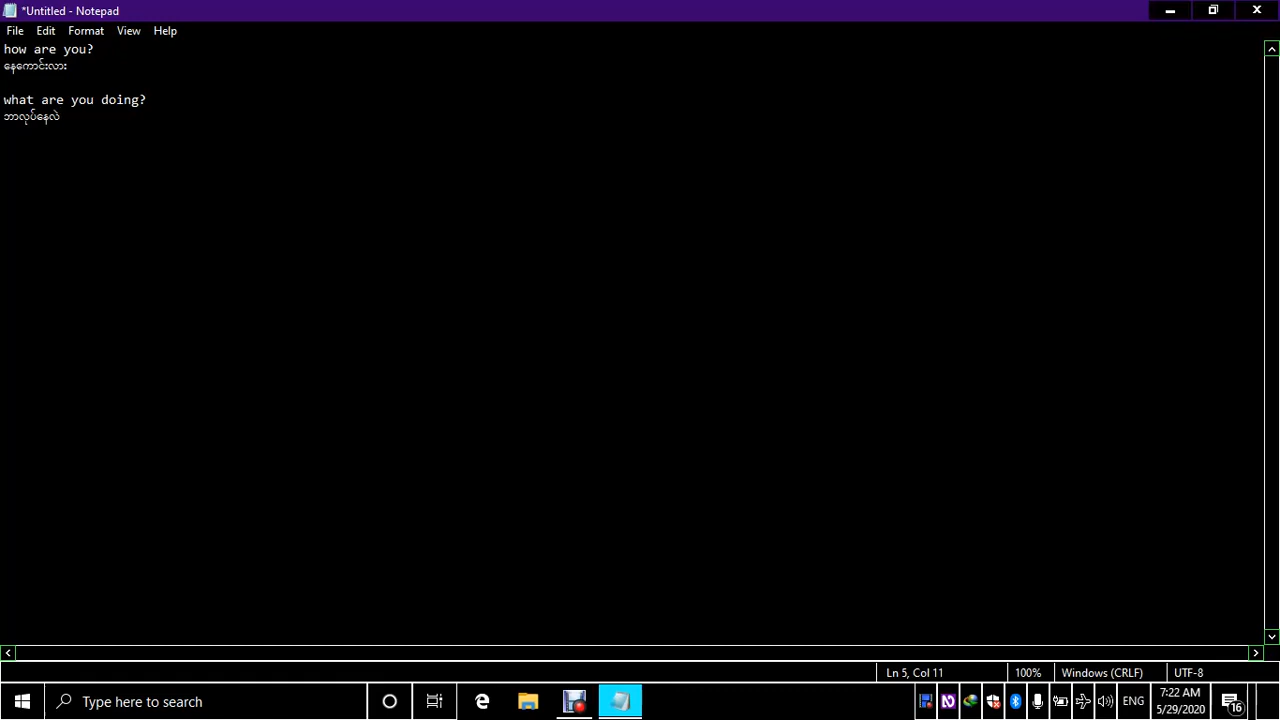 *Untitled - Notepad
File Edit Format View Help
how are you?
နေကောင်းလား
what are you doing?
ဘာလုပ်နေလဲ
Ln 5, Col 11 100% Windows (CRLF) UTF-8
Type here to search
ENG
7:22 AM
5/29/2020
16